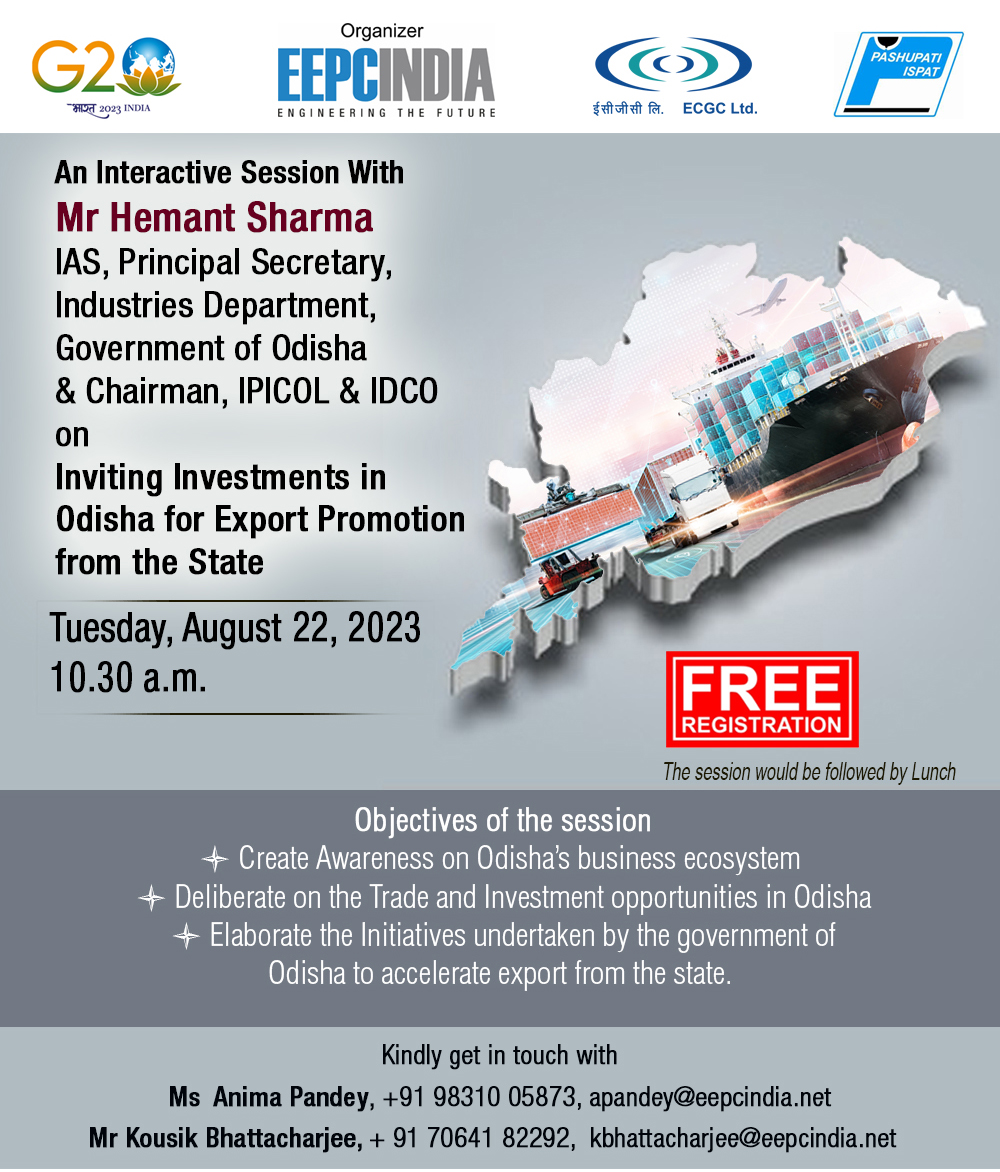 G20
भारत 2023 INDIA
Organizer
EEPCINDIA
ENGINEERING THE FUTURE
ईसीजीसी लि. ECGC Ltd.
PASHUPATI
ISPAT
An Interactive Session With
Mr Hemant Sharma
IAS, Principal Secretary,
Industries Department,
Government of Odisha
& Chairman, IPICOL & IDCO
on
Inviting Investments in
Odisha for Export Promotion
from the State
Tuesday, August 22, 2023
10.30 a.m.
FREE
REGISTRATION
The session would be followed by Lunch
Objectives of the session
Create Awareness on Odisha’s business ecosystem
Deliberate on the Trade and Investment opportunities in Odisha
Elaborate the Initiatives undertaken by the government of
Odisha to accelerate export from the state.
Kindly get in touch with
Ms Anima Pandey, +91 98310 05873, apandey@eepcindia.net
Mr Kousik Bhattacharjee, + 91 70641 82292, kbhattacharjee@eepcindia.net